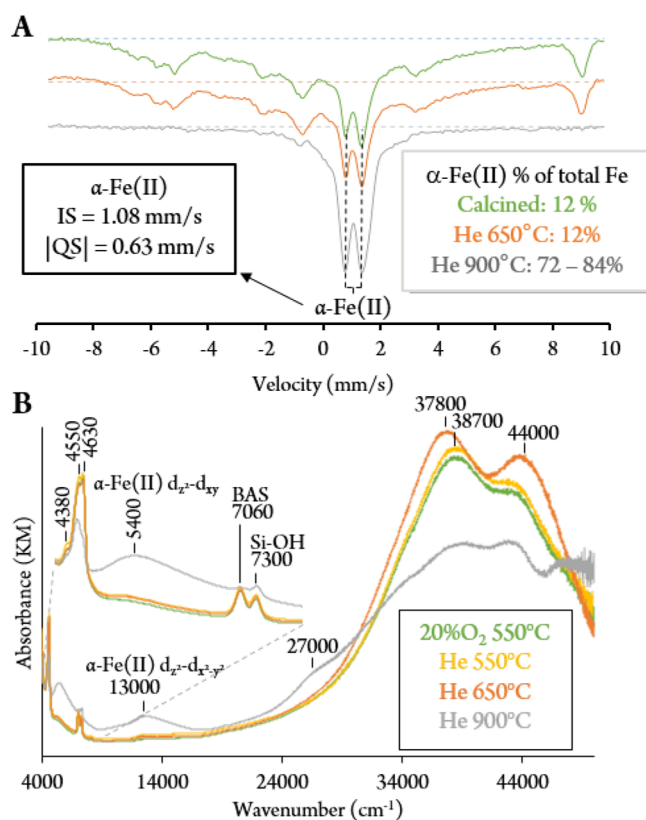 A
α-Fe(II)
IS = 1.08 mm/s
|QS| = 0.63 mm/s
α-Fe(II) % of total Fe
Calcined: 12 %
He 650°C: 12%
He 900°C: 72 – 84%
α-Fe(II)
-10 -8 -6 -4 -2 0 2 4 6 8 10
Velocity (mm/s)
B
4380
4550
4630
α-Fe(II) dz²-dxy
5400
BAS
7060
Si-OH
7300
37800
38700
44000
α-Fe(II) dz²-dx²-y²
13000
27000
20%O₂ 550°C
He 550°C
He 650°C
He 900°C
Absorbance (KM)
4000 14000 24000 34000 44000
Wavenumber (cm⁻¹)